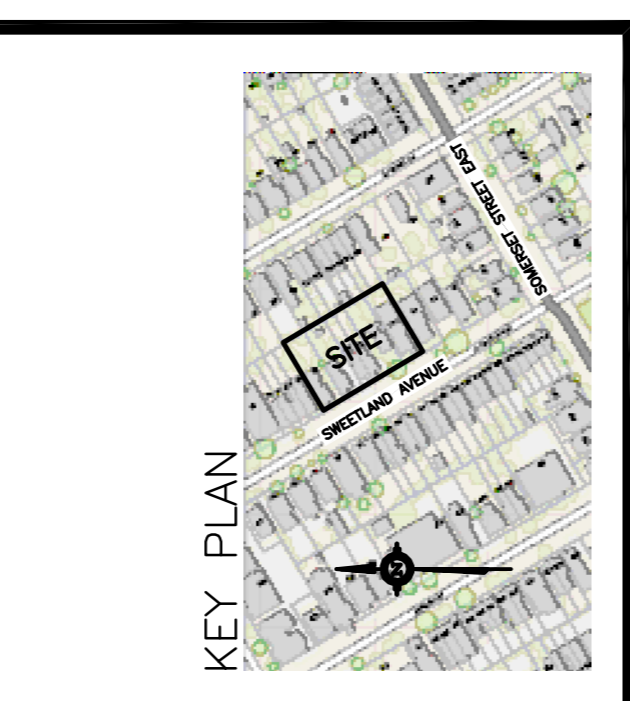 KEY PLAN
SOMERSET STREET EAST
SITE
SWEETLAND AVENUE
N